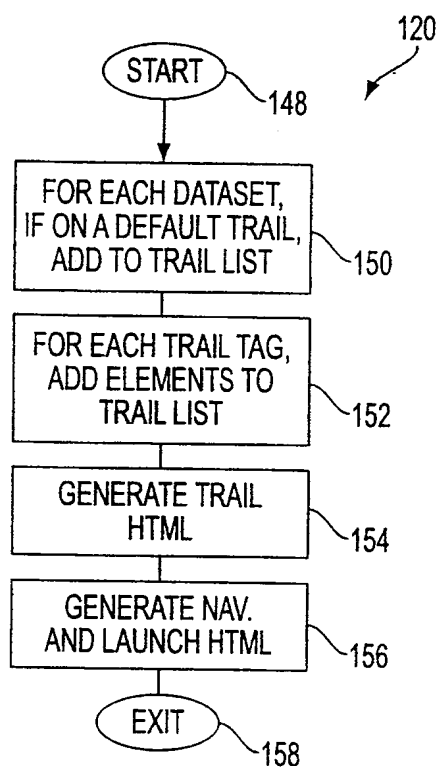 120
START
148
FOR EACH DATASET,
IF ON A DEFAULT TRAIL,
ADD TO TRAIL LIST
150
FOR EACH TRAIL TAG,
ADD ELEMENTS TO
TRAIL LIST
152
GENERATE TRAIL
HTML
154
GENERATE NAV.
AND LAUNCH HTML
156
EXIT
158